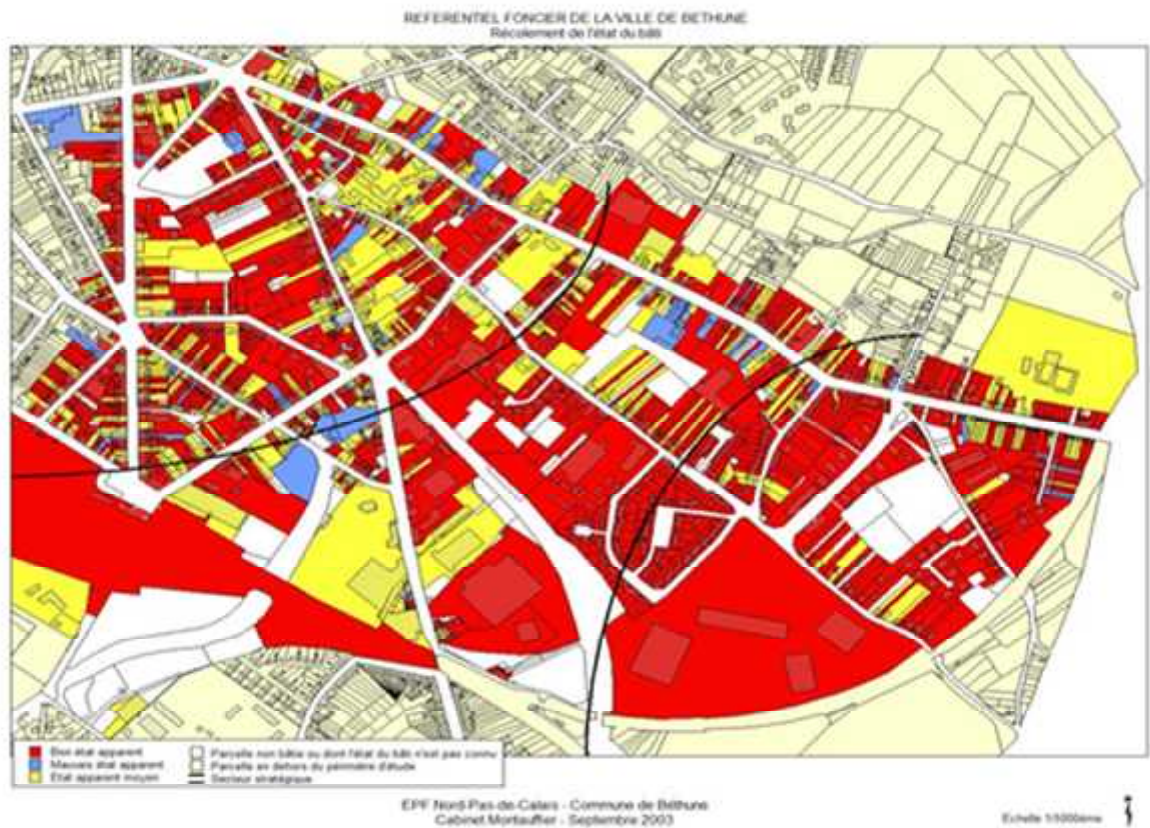 REFERENTIEL FONCIER DE LA VILLE DE BETHUNE
Récolement de l'état du bâti
Bon état apparent
Mauvais état apparent
Etat apparent moyen
Parcelle non bâtie ou dont l'état du bâti n'est pas connu
Parcelle en dehors du périmètre d'étude
Secteur stratégique
EPF Nord-Pas-de-Calais - Commune de Béthune
Cabinet Montauffier - Septembre 2003
Echelle 1/5000ème